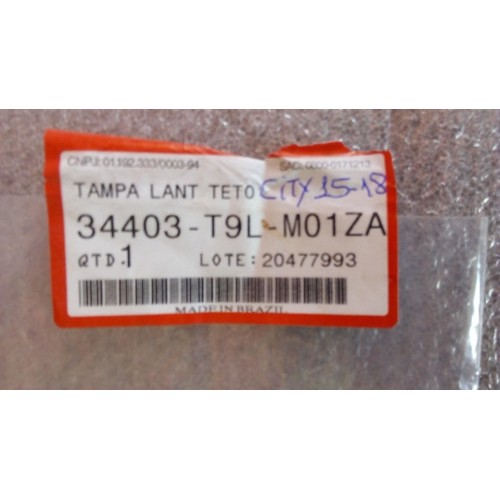 CNPJ: 01.192.333/0003-94 SAC: 0800-0171213
TAMPA LANT TETO CiTY 15-18
34403-T9L-M01ZA
QTD.1 LOTE: 20477993
MADE IN BRAZIL